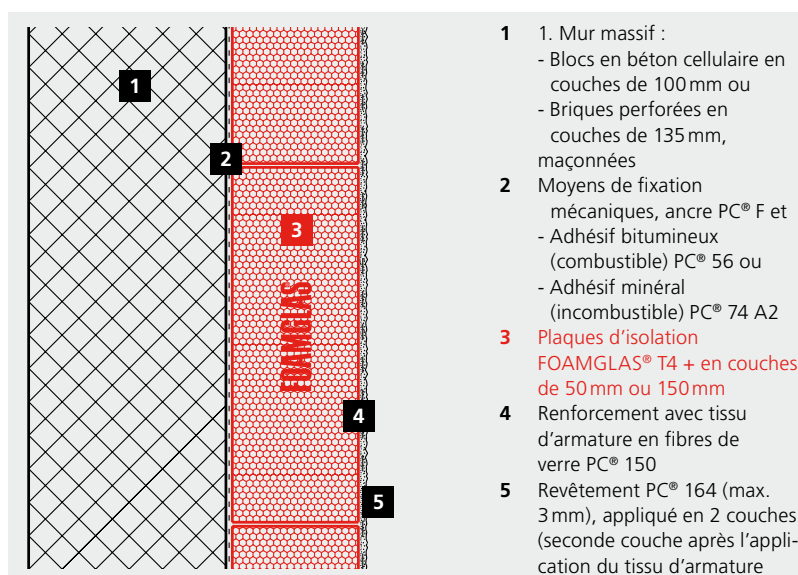 1
2
3
FOAMGLAS
4
5
1 1. Mur massif :
- Blocs en béton cellulaire en
couches de 100 mm ou
- Briques perforées en
couches de 135 mm,
maçonnées
2 Moyens de fixation
mécaniques, ancre PC® F et
- Adhésif bitumineux
(combustible) PC® 56 ou
- Adhésif minéral
(incombustible) PC® 74 A2
3 Plaques d’isolation
FOAMGLAS® T4 + en couches
de 50 mm ou 150 mm
4 Renforcement avec tissu
d’armature en fibres de
verre PC® 150
5 Revêtement PC® 164 (max.
3 mm), appliqué en 2 couches
(seconde couche après l’appli-
cation du tissu d’armature